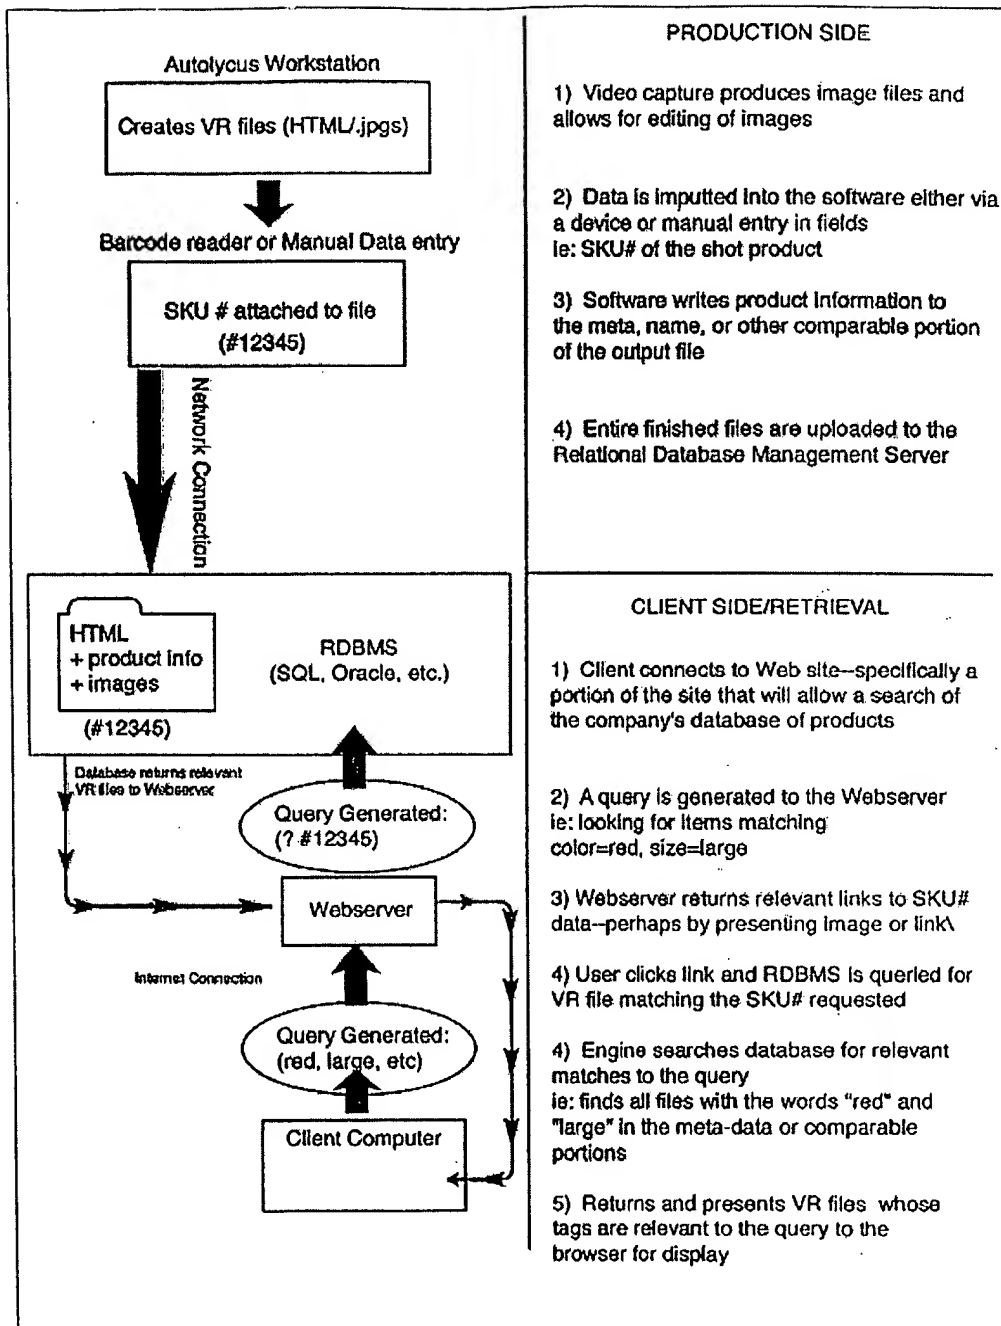 Autolycus Workstation
Creates VR files (HTML/.jpgs)
Barcode reader or Manual Data entry
SKU # attached to file
(#12345)
Network Connection
HTML
+ product info
+ images
(#12345)
RDBMS
(SQL, Oracle, etc.)
Database returns relevant
VR files to Webserver
Query Generated:
(? #12345)
Webserver
Internet Connection
Query Generated:
(red, large, etc)
Client Computer
PRODUCTION SIDE
1) Video capture produces image files and
allows for editing of images
2) Data is imputted into the software either via
a device or manual entry in fields
ie: SKU# of the shot product
3) Software writes product information to
the meta, name, or other comparable portion
of the output file
4) Entire finished files are uploaded to the
Relational Database Management Server
CLIENT SIDE/RETRIEVAL
1) Client connects to Web site--specifically a
portion of the site that will allow a search of
the company's database of products
2) A query is generated to the Webserver
ie: looking for items matching
color=red, size=large
3) Webserver returns relevant links to SKU#
data--perhaps by presenting image or link\
4) User clicks link and RDBMS is queried for
VR file matching the SKU# requested
4) Engine searches database for relevant
matches to the query
ie: finds all files with the words "red" and
"large" in the meta-data or comparable
portions
5) Returns and presents VR files whose
tags are relevant to the query to the
browser for display